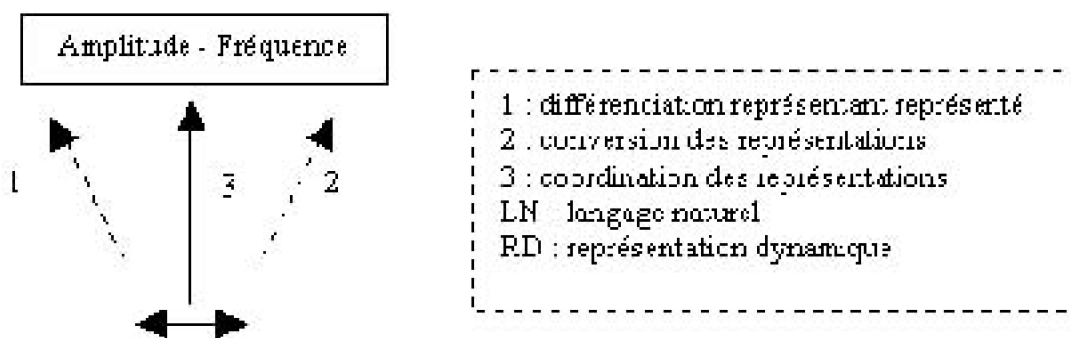 Amplitude - Fréquence
1 3 2
1 : différenciation représentant représenté
2 : conversion des représentations
3 : coordination des représentations
LN : langage naturel
RD : représentation dynamique